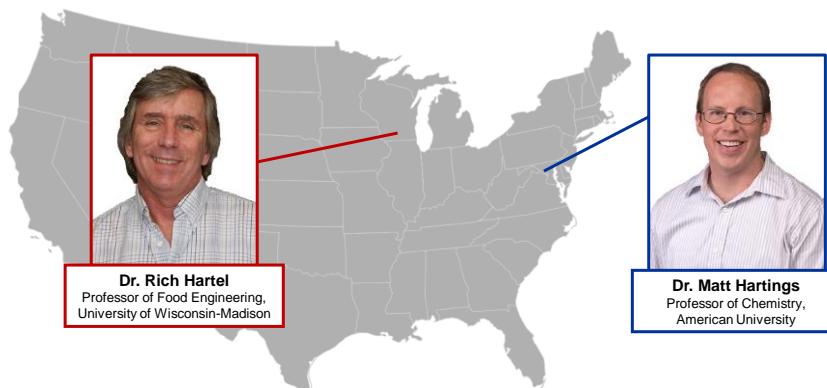 Dr. Rich Hartel
Professor of Food Engineering,
University of Wisconsin-Madison
Dr. Matt Hartings
Professor of Chemistry,
American University